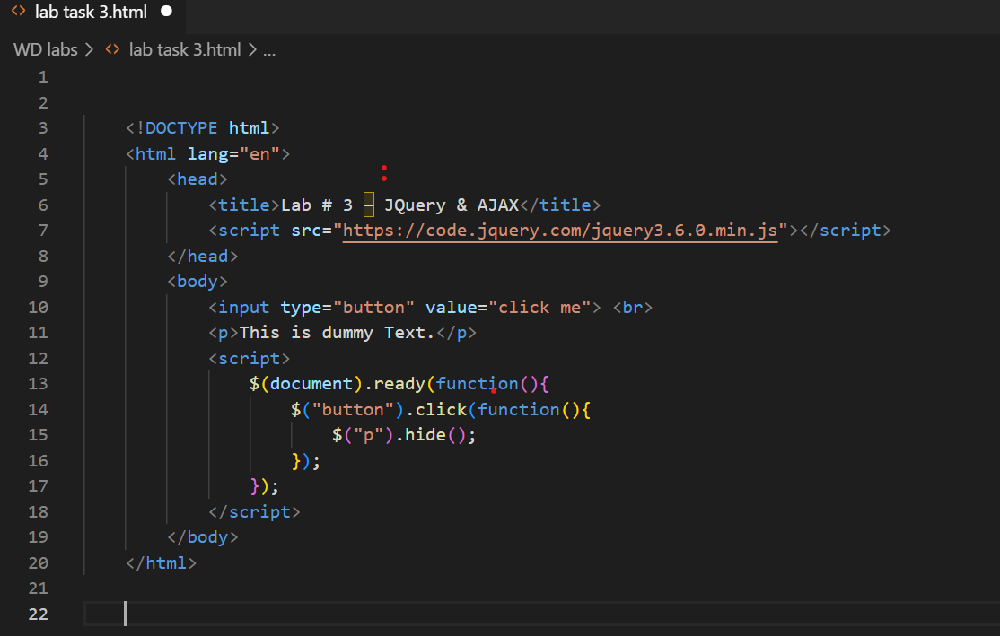 <> lab task 3.html ●
WD labs > <> lab task 3.html > ...
1
2
3 <!DOCTYPE html>
4 <html lang="en">
5 <head>
6 <title>Lab # 3 – JQuery & AJAX</title>
7 <script src="https://code.jquery.com/jquery3.6.0.min.js"></script>
8 </head>
9 <body>
10 <input type="button" value="click me"> <br>
11 <p>This is dummy Text.</p>
12 <script>
13 $(document).ready(function(){
14 $("button").click(function(){
15 $("p").hide();
16 });
17 });
18 </script>
19 </body>
20 </html>
21
22